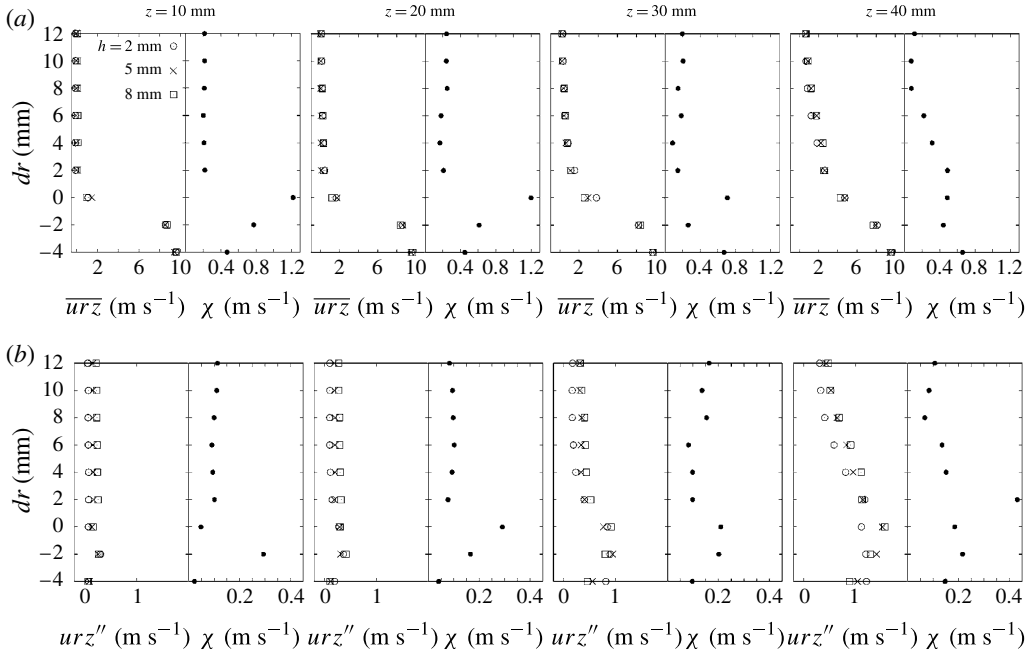 (a) z = 10 mm z = 20 mm z = 30 mm z = 40 mm
12
10
8
6
4
2
0
−2
−4
dr (mm)
h = 2 mm
5 mm
8 mm
2 6 10 0.4 0.8 1.2 2 6 10 0.4 0.8 1.2 2 6 10 0.4 0.8 1.2 2 6 10 0.4 0.8 1.2
urz (m s−1) χ (m s−1) urz (m s−1) χ (m s−1) urz (m s−1) χ (m s−1) urz (m s−1) χ (m s−1)
(b)
12
10
8
6
4
2
0
−2
−4
dr (mm)
0 1 0.2 0.4 0 1 0.2 0.4 0 1 0.2 0.4 0 1 0.2 0.4
urz″ (m s−1) χ (m s−1) urz″ (m s−1) χ (m s−1) urz″ (m s−1) χ (m s−1) urz″ (m s−1) χ (m s−1)